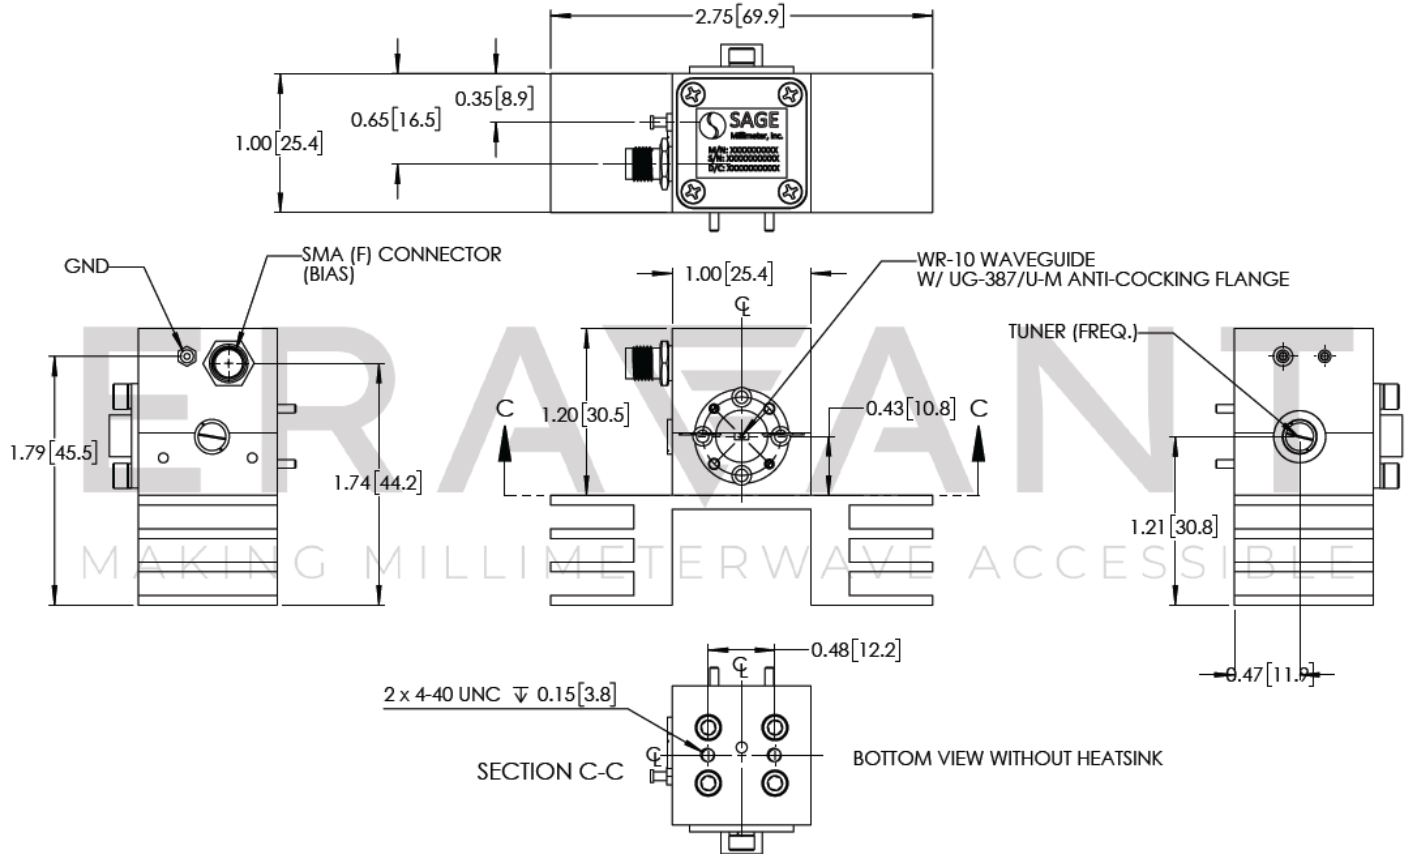 2.75[69.9]
0.35[8.9]
0.65[16.5]
1.00[25.4]
SAGE
Millimeter, Inc.
M/N: XXXXXXXXXX
S/N: XXXXXXXXXXX
D/C: XXXXXXXXXXX
GND
SMA (F) CONNECTOR
(BIAS)
1.00[25.4]
WR-10 WAVEGUIDE
W/ UG-387/U-M ANTI-COCKING FLANGE
TUNER (FREQ.)
ERAVANT
C
1.20[30.5]
0.43[10.8]
C
1.79[45.5]
1.74[44.2]
1.21[30.8]
MAKING MILLIMETERWAVE ACCESSIBLE
0.48[12.2]
0.47[11.9]
2 x 4-40 UNC ↧ 0.15[3.8]
SECTION C-C
BOTTOM VIEW WITHOUT HEATSINK